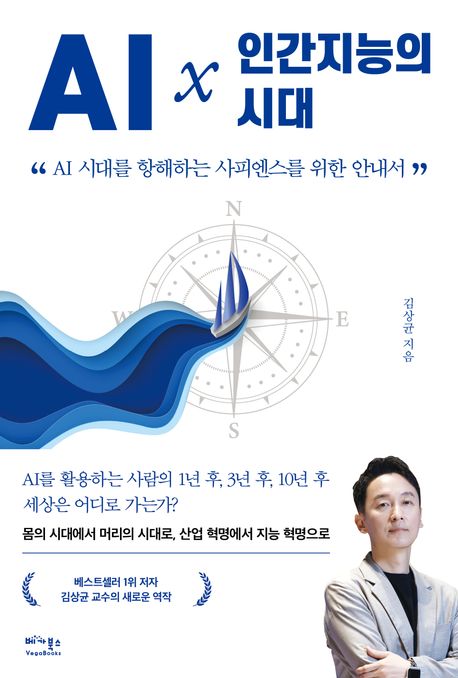 AI x 인간지능의
시대
“ AI 시대를 항해하는 사피엔스를 위한 안내서 ”
N
W
E
S
김상균 지음
AI를 활용하는 사람의 1년 후, 3년 후, 10년 후
세상은 어디로 가는가?
몸의 시대에서 머리의 시대로, 산업 혁명에서 지능 혁명으로
베스트셀러 1위 저자
김상균 교수의 새로운 역작
베가북스
VegaBooks